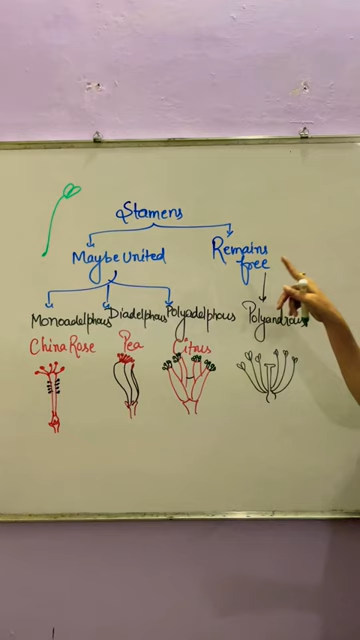 Stamens
Maybe United
Remains
free
Monoadelphous
Diadelphous
Polyadelphous
Polyandrous
China Rose
Pea
Citrus